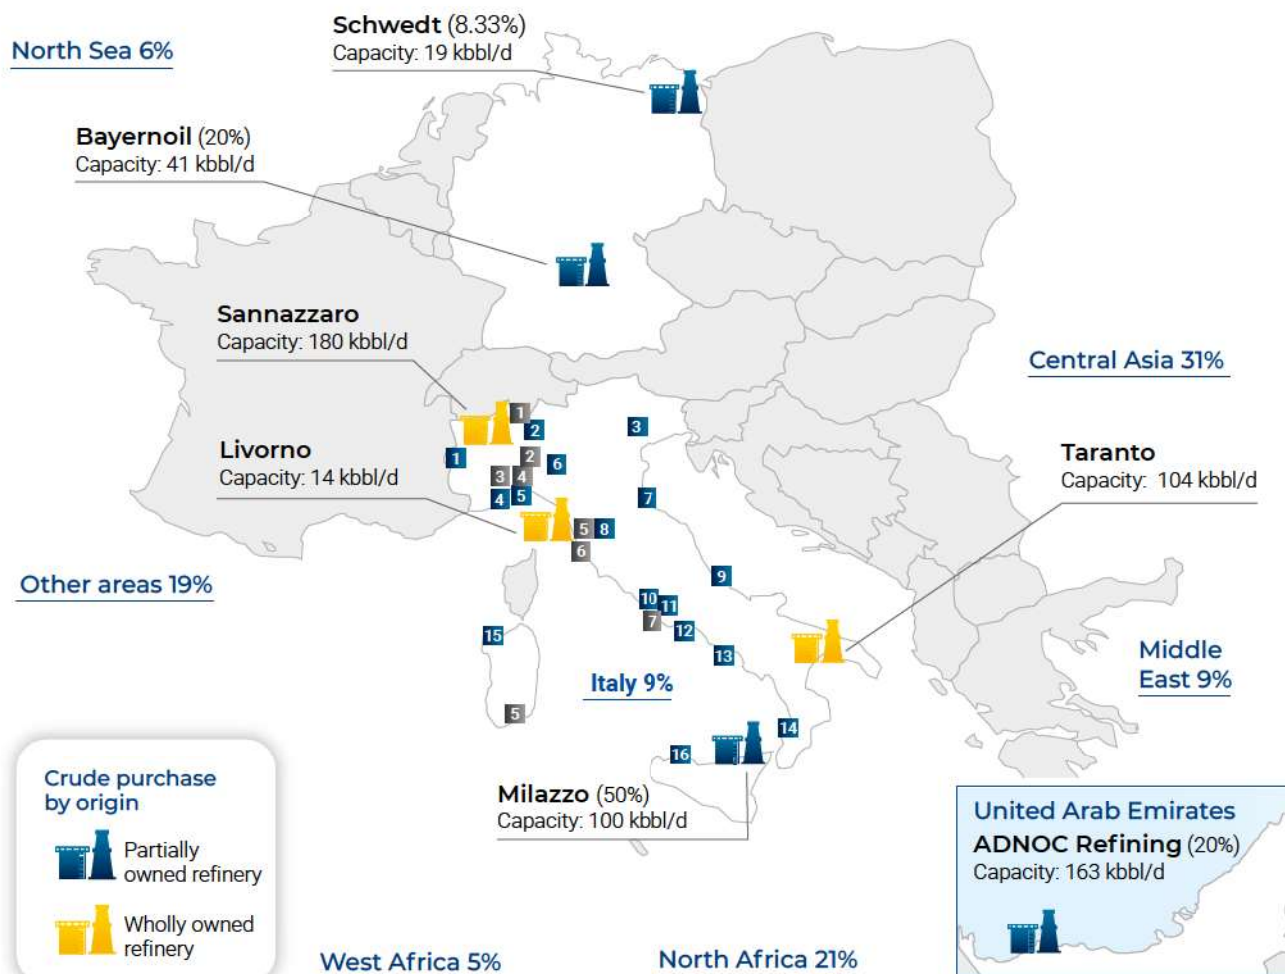 Schwedt (8.33%)
Capacity: 19 kbbl/d
North Sea 6%
Bayernoil (20%)
Capacity: 41 kbbl/d
Sannazzaro
Capacity: 180 kbbl/d
Central Asia 31%
Livorno
Capacity: 14 kbbl/d
Taranto
Capacity: 104 kbbl/d
1
2
3
1
2
6
3
4
4
5
7
5
8
6
Other areas 19%
9
10
11
7
12
13
15
Middle
East 9%
Italy 9%
5
14
16
Milazzo (50%)
Capacity: 100 kbbl/d
Crude purchase
by origin
Partially
owned refinery
Wholly owned
refinery
United Arab Emirates
ADNOC Refining (20%)
Capacity: 163 kbbl/d
West Africa 5%
North Africa 21%